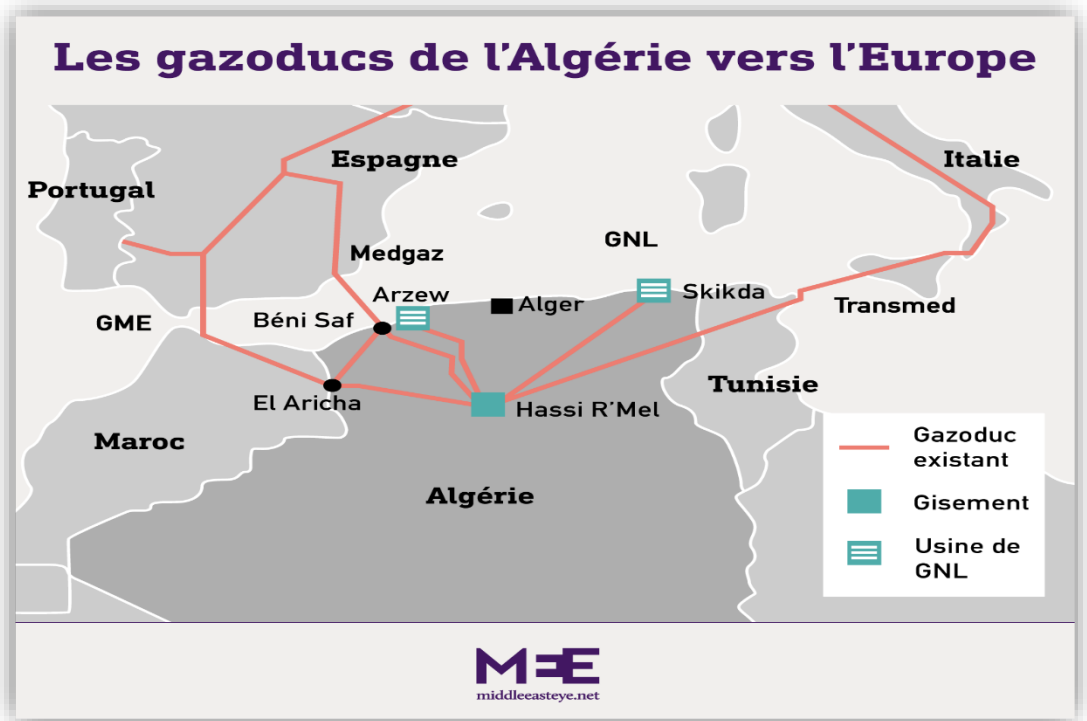 Les gazoducs de l'Algérie vers l'Europe
Espagne
Italie
Portugal
GNL
Medgaz
Arzew
Skikda
Alger
Transmed
GME
Béni Saf
Tunisie
El Aricha
Hassi R'Mel
Maroc
Algérie
Gazoduc
existant
Gisement
Usine de
GNL
MEE
middleeasteye.net